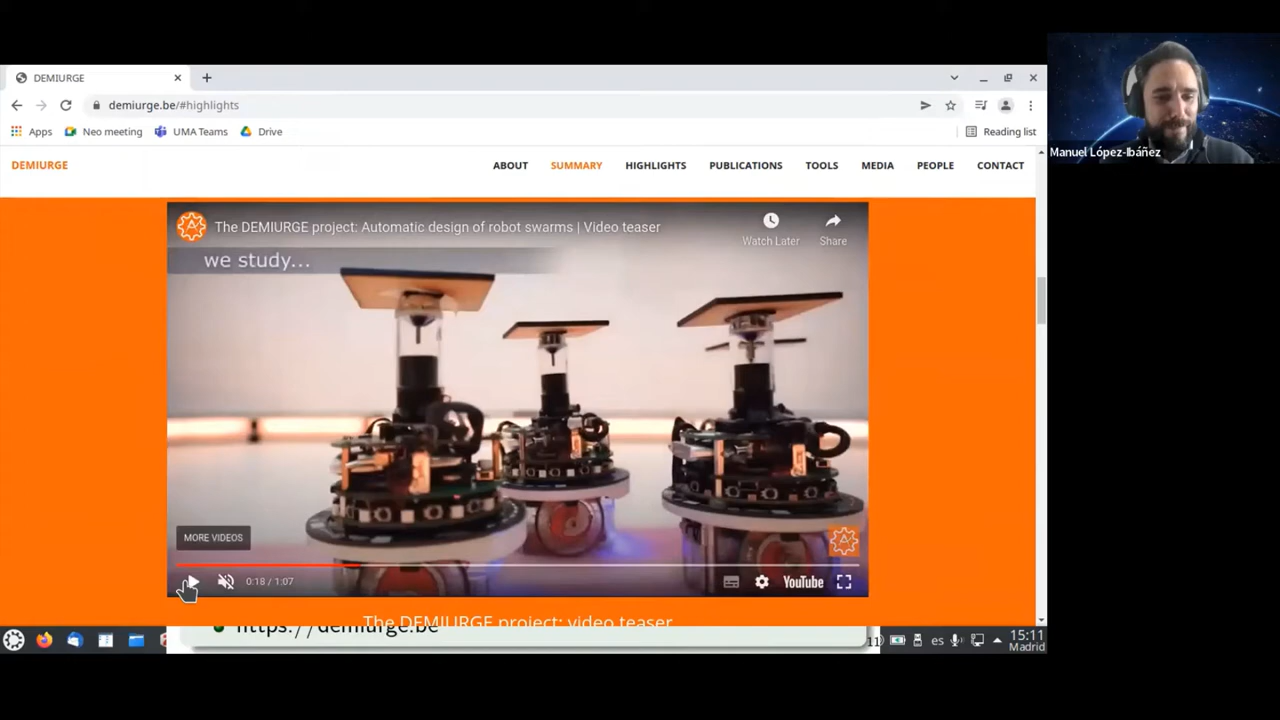 DEMIURGE
demiurge.be/#highlights
Apps Neo meeting UMA Teams Drive Reading list
DEMIURGE ABOUT SUMMARY HIGHLIGHTS PUBLICATIONS TOOLS MEDIA PEOPLE CONTACT
The DEMIURGE project: Automatic design of robot swarms | Video teaser
Watch Later Share
we study...
MORE VIDEOS
0:18 / 1:07 YouTube
The DEMIURGE project: video teaser
https://demiurge.be
11 es 15:11
Madrid
Manuel López-Ibáñez